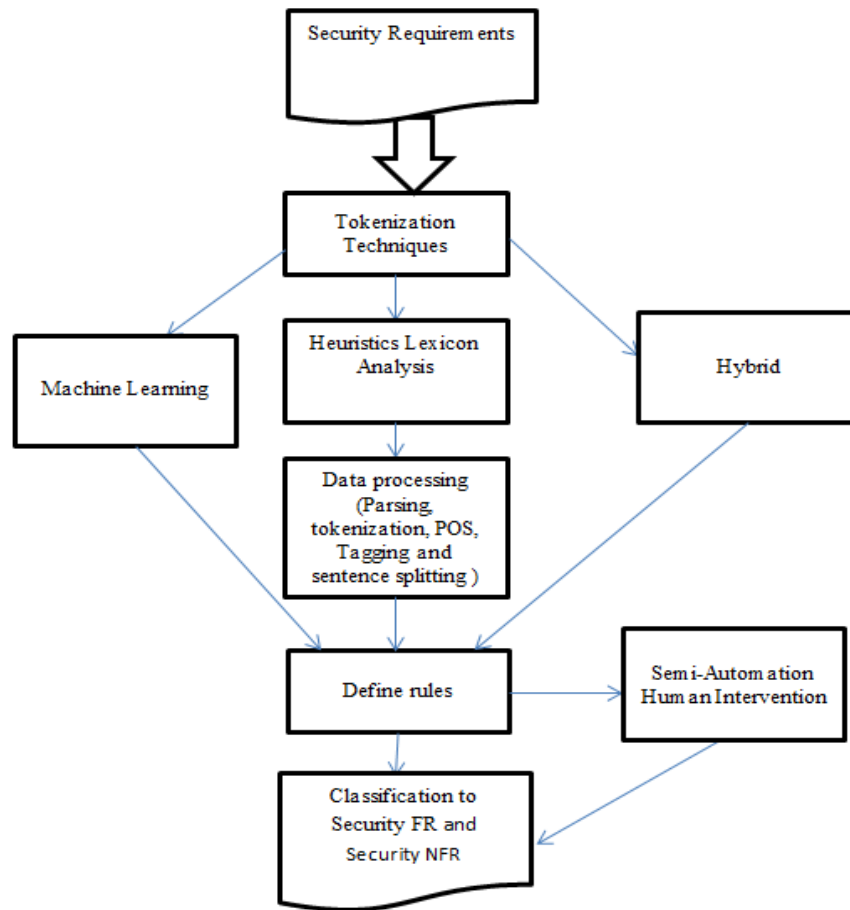 Security Requirements
Tokenization
Techniques
Machine Learning
Heuristics Lexicon
Analysis
Hybrid
Data processing
(Parsing,
tokenization, POS,
Tagging and
sentence splitting )
Define rules
Semi-Automation
Human Intervention
Classification to
Security FR and
Security NFR